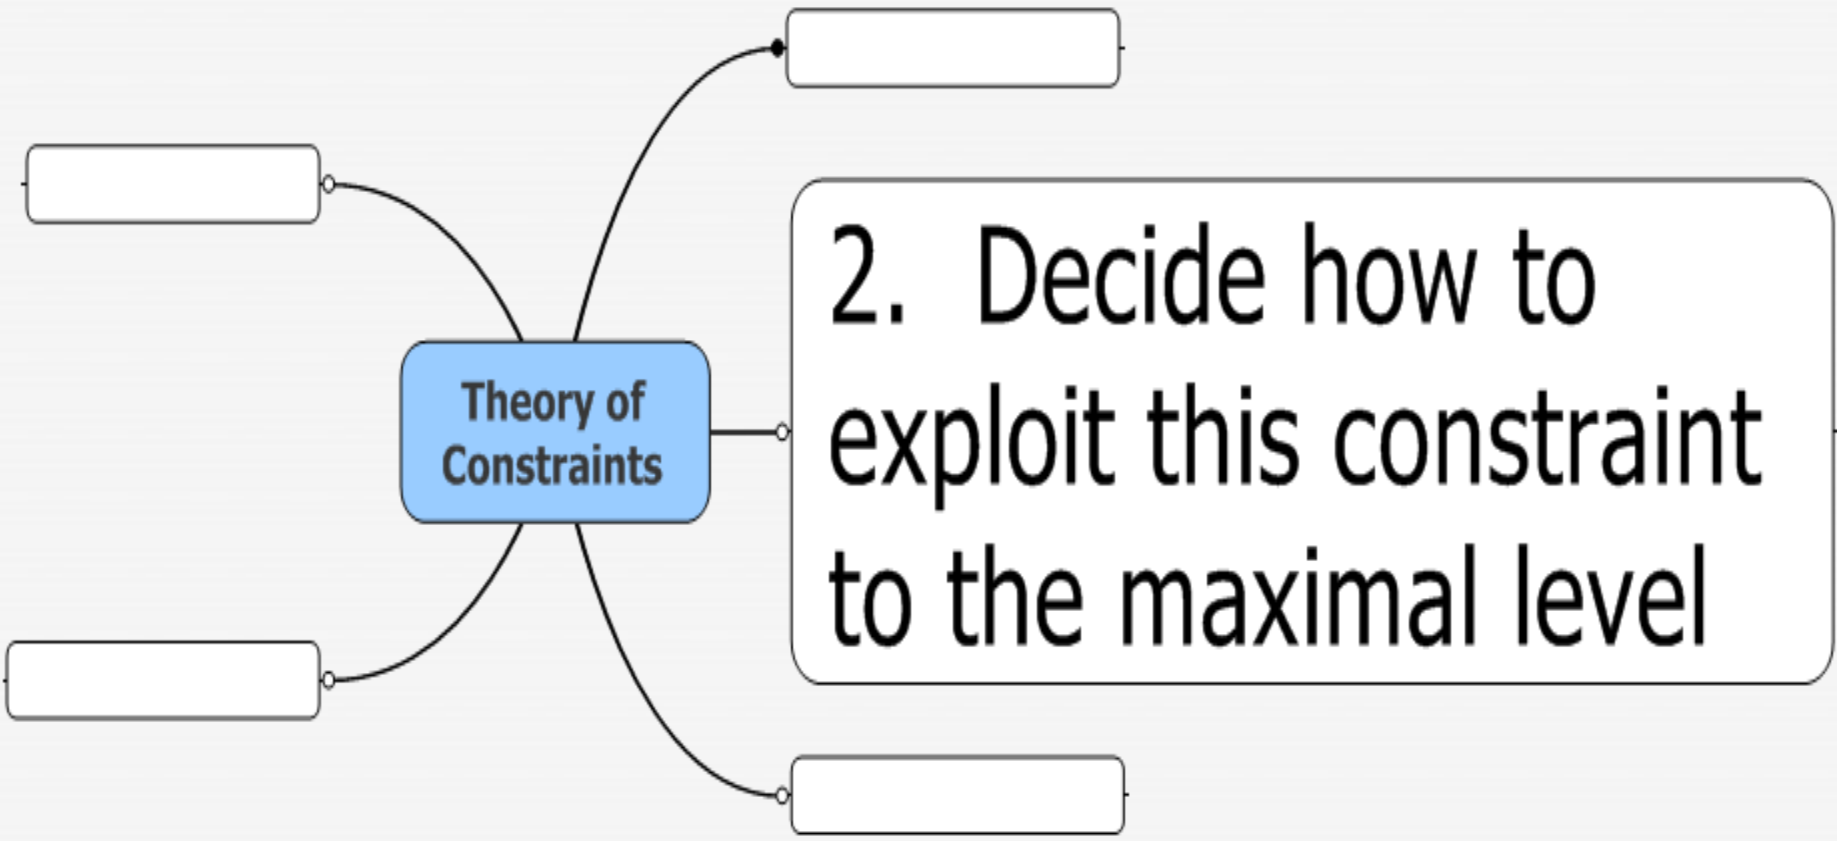 Theory of
Constraints
2. Decide how to
exploit this constraint
to the maximal level